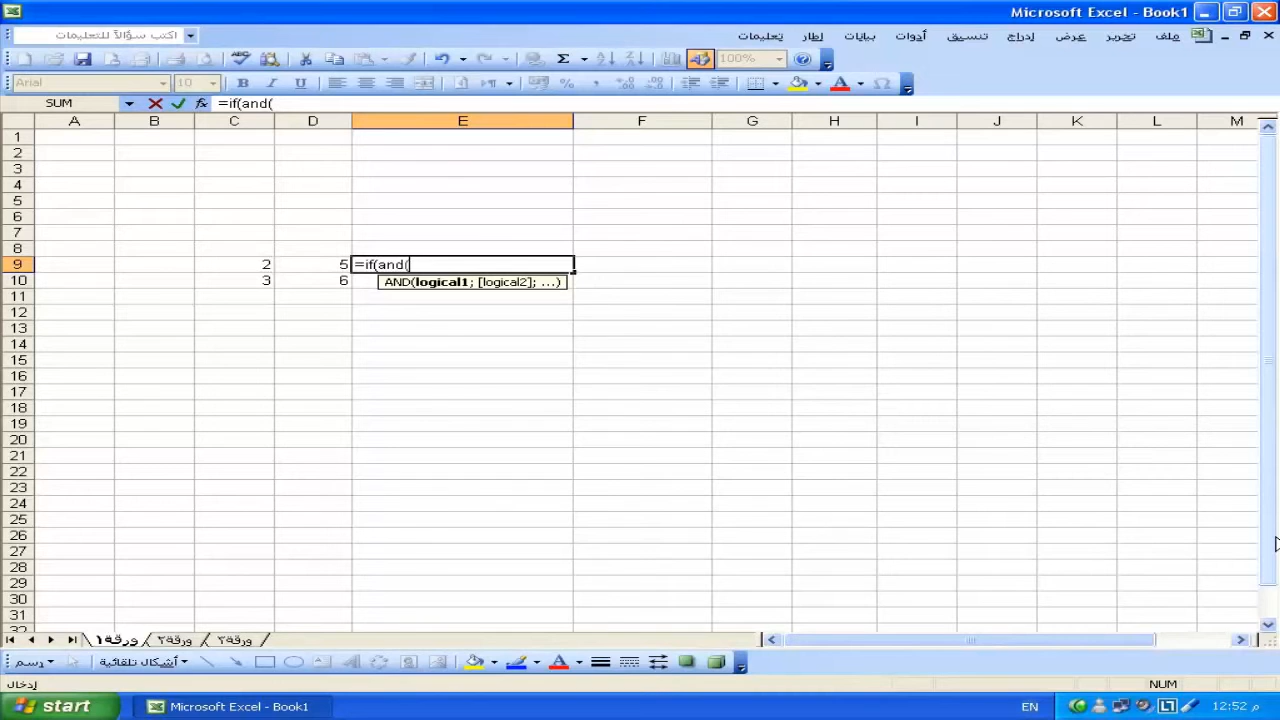 Microsoft Excel - Book1
ملف تحرير عرض إدراج تنسيق أدوات بيانات إطار تعليمات
اكتب سؤالاً للتعليمات
100%
Arial 10
SUM =if(and(
A B C D E F G H I J K L M
1
2
3
4
5
6
7
8
9 2 5 =if(and(
10 3 6 AND(logical1; [logical2]; ...)
11
12
13
14
15
16
17
18
19
20
21
22
23
24
25
26
27
28
29
30
31
32
ورقة١ ورقة٢ ورقة٣
رسم أشكال تلقائية
إدخال NUM
start Microsoft Excel - Book1 EN 12:52 م